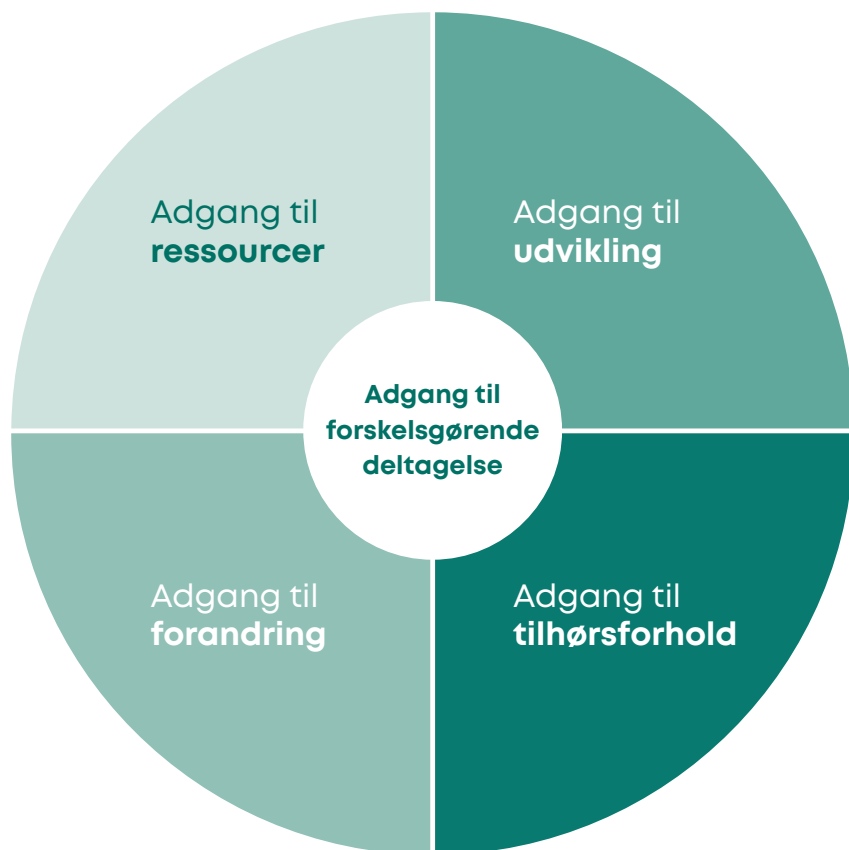 Adgang til
ressourcer
Adgang til
udvikling
Adgang til
forskelsgørende
deltagelse
Adgang til
forandring
Adgang til
tilhørsforhold